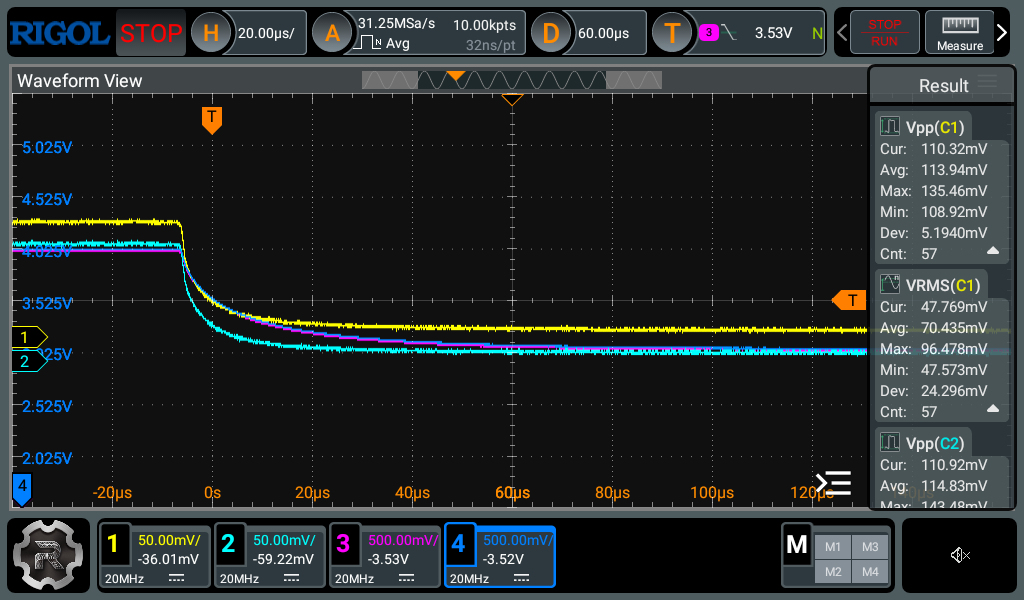 RIGOL STOP H 20.00μs/ A 31.25MSa/s 10.00kpts D 60.00μs T 3 3.53V N STOP
Avg 32ns/pt RUN Measure
Waveform View
Result
T
5.025V
4.525V
4.025V
3.525V
T
1
2
25V
2.525V
2.025V
4
-20μs 0s 20μs 40μs 60μs 80μs 100μs 120μs
Vpp(C1)
Cur: 110.32mV
Avg: 113.94mV
Max: 135.46mV
Min: 108.92mV
Dev: 5.1940mV
Cnt: 57
VRMS(C1)
Cur: 47.769mV
Avg: 70.435mV
Max: 96.478mV
Min: 47.573mV
Dev: 24.296mV
Cnt: 57
Vpp(C2)
Cur: 110.92mV
Avg: 114.83mV
Max: 143.48mV
R
1 50.00mV/
-36.01mV
20MHz
2 50.00mV/
-59.22mV
20MHz
3 500.00mV/
-3.53V
20MHz
4 500.00mV/
-3.52V
20MHz
M M1 M3
M2 M4